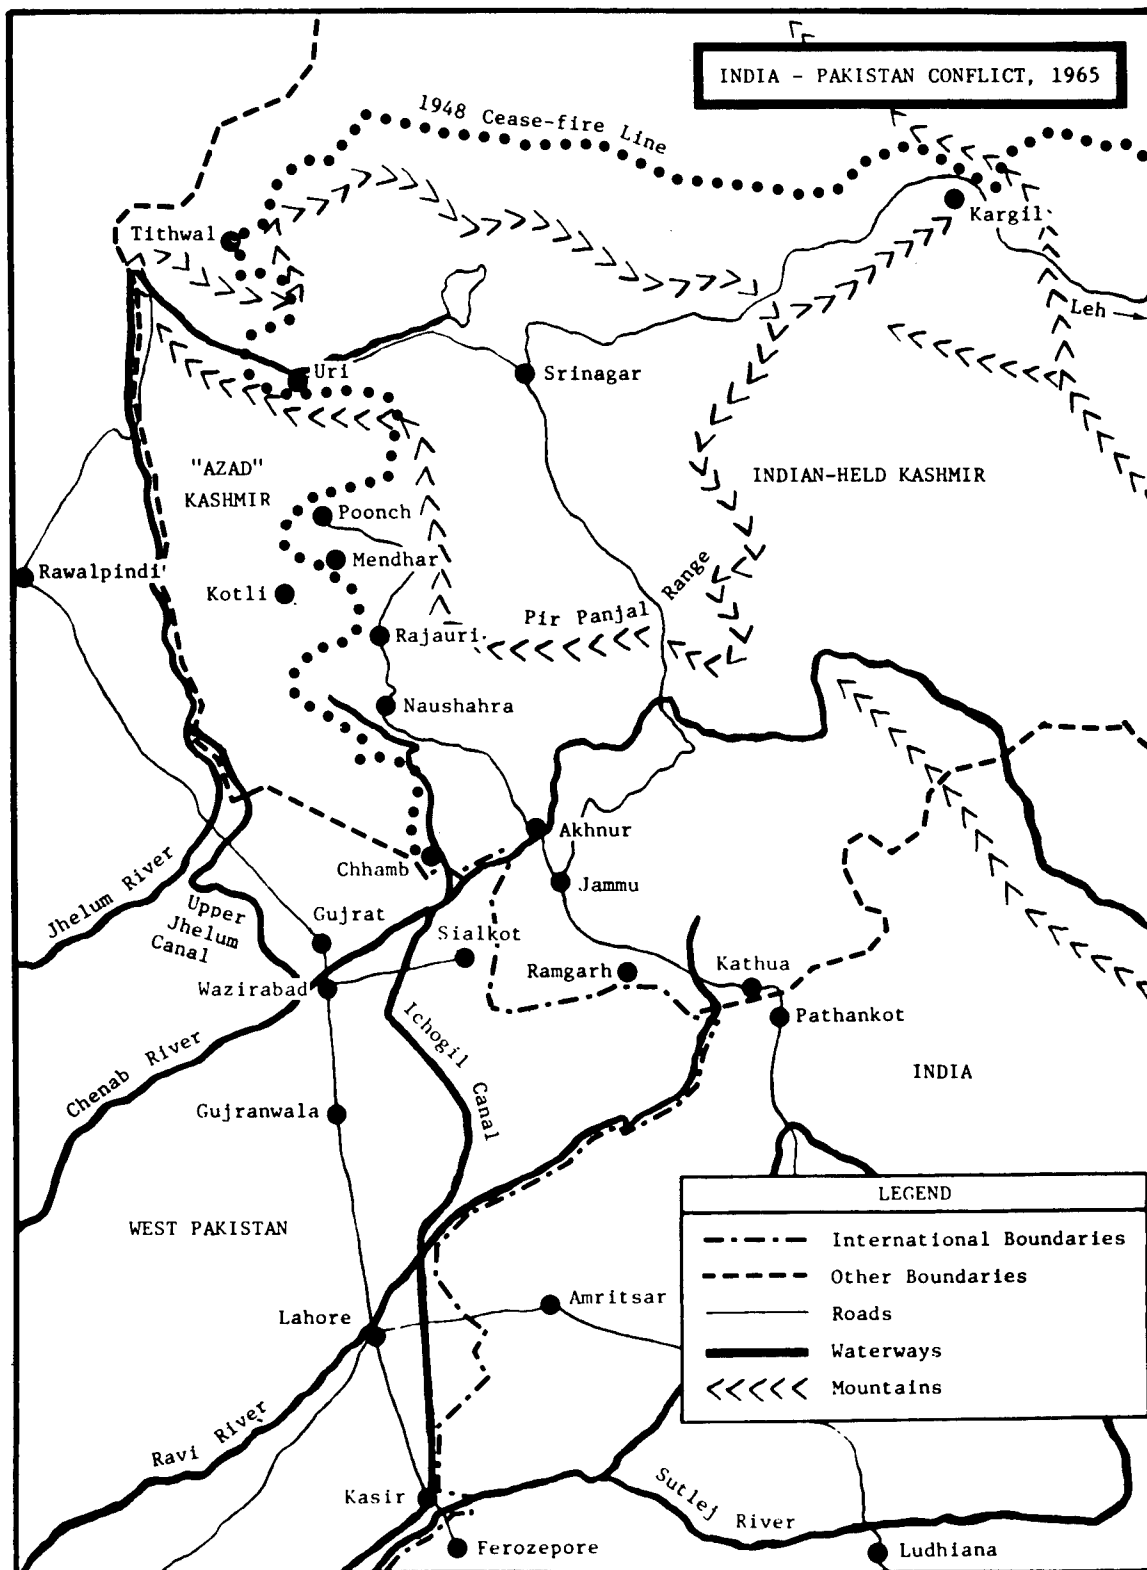 INDIA - PAKISTAN CONFLICT, 1965
1948 Cease-fire Line
Tithwal
Kargil
Leh
Uri
Srinagar
"AZAD"
KASHMIR
INDIAN-HELD KASHMIR
Poonch
Mendhar
Rawalpindi
Kotli
Pir Panjal Range
Rajauri
Naushahra
Akhnur
Chhamb
Jammu
Jhelum River
Upper
Jhelum
Canal
Gujrat
Sialkot
Ramgarh
Kathua
Wazirabad
Pathankot
Ichogil Canal
Chenab River
INDIA
Gujranwala
WEST PAKISTAN
LEGEND
International Boundaries
Other Boundaries
Roads
Waterways
Mountains
Amritsar
Lahore
Ravi River
Kasir
Sutlej River
Ferozepore
Ludhiana